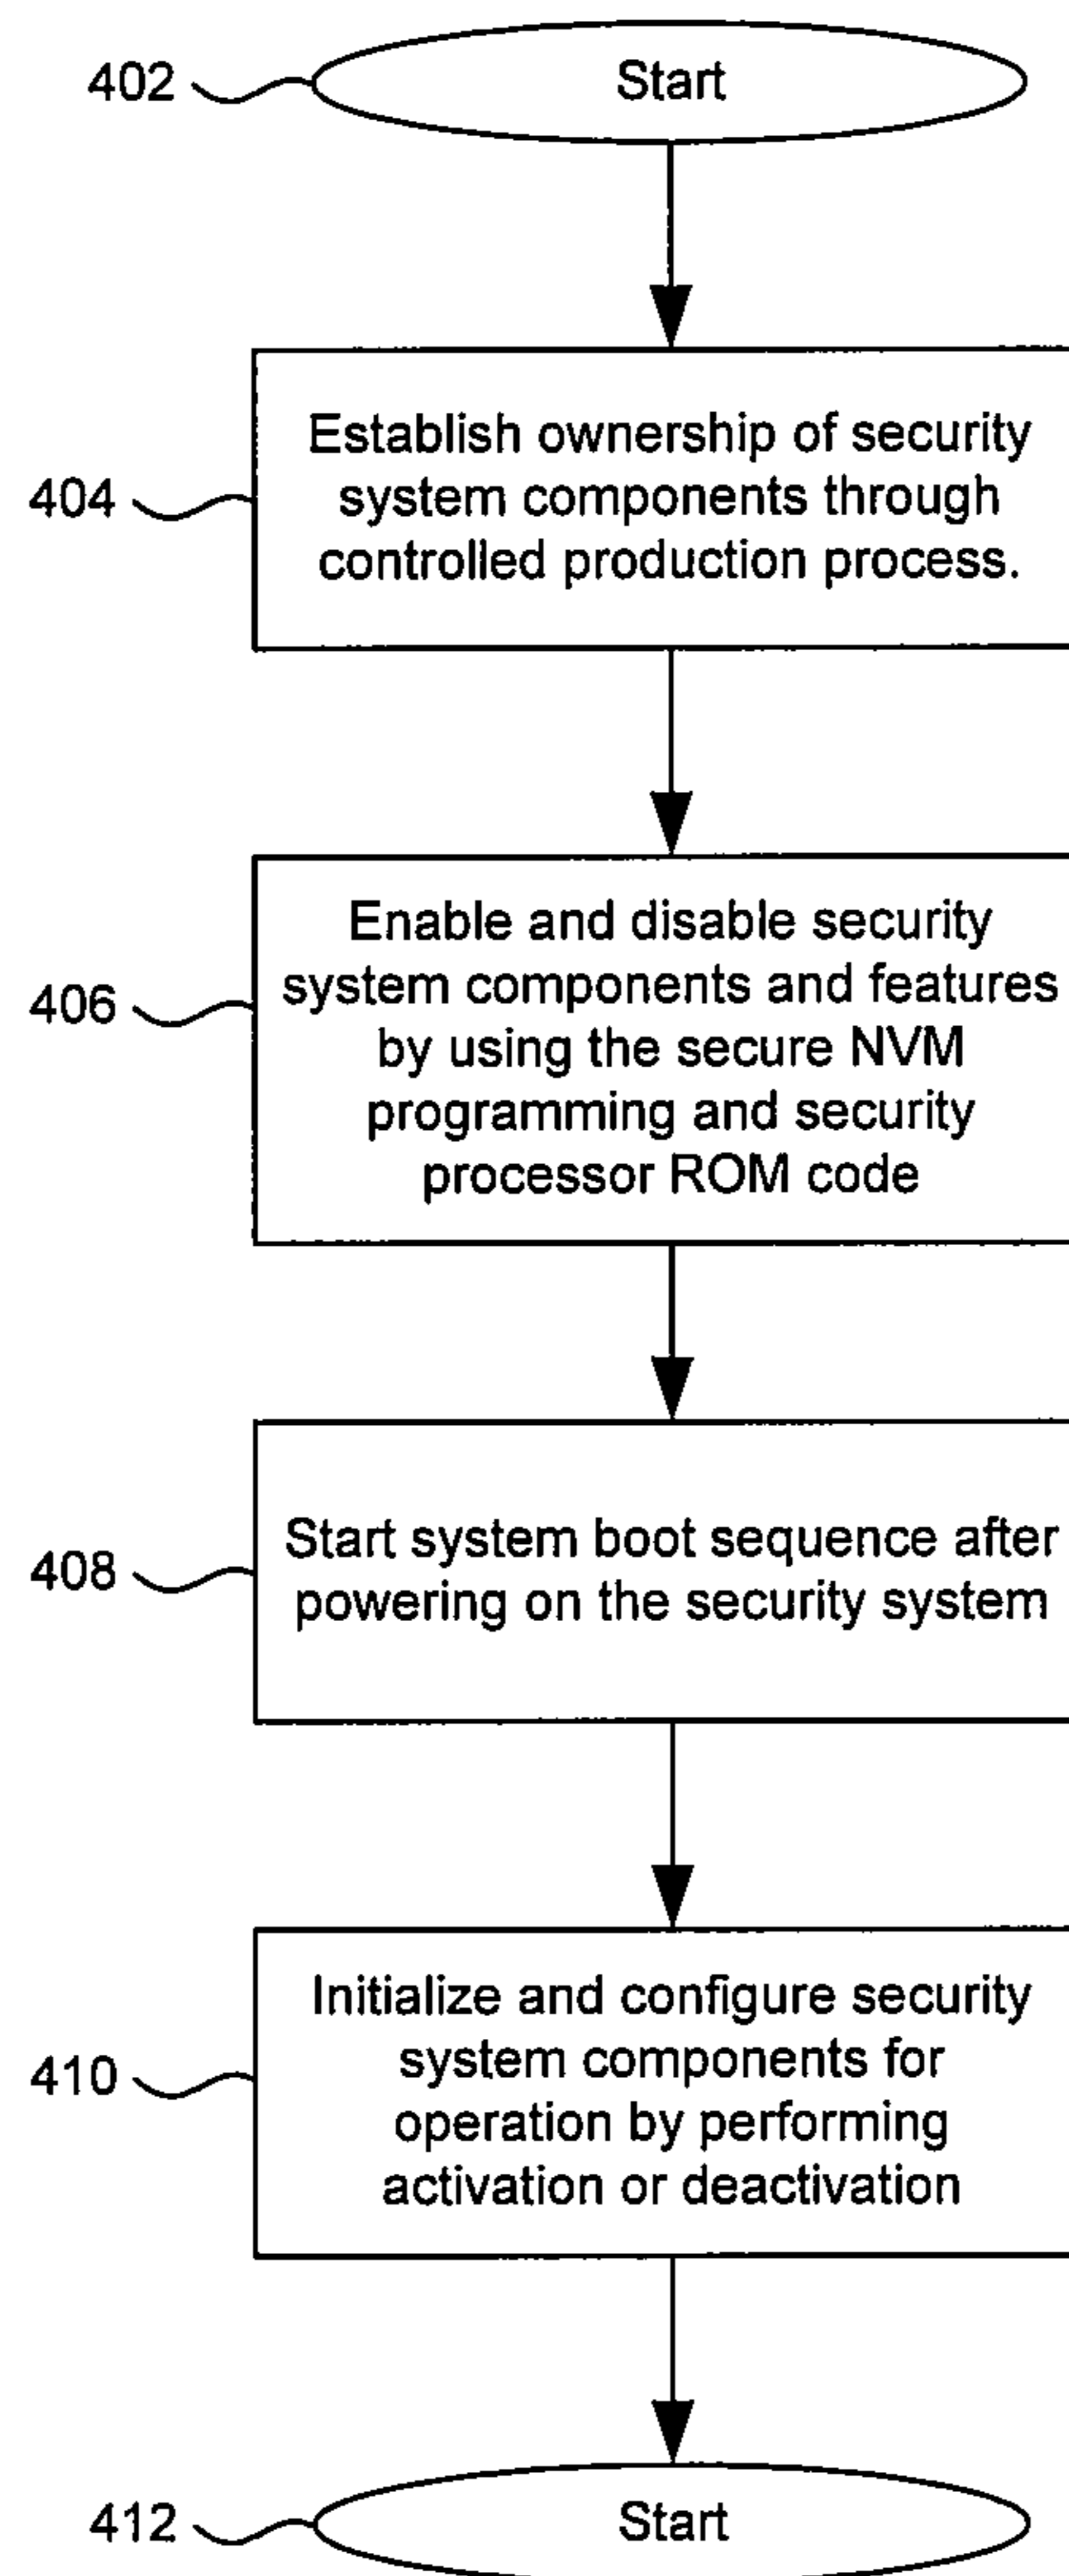 402
Start
404
Establish ownership of security
system components through
controlled production process.
406
Enable and disable security
system components and features
by using the secure NVM
programming and security
processor ROM code
408
Start system boot sequence after
powering on the security system
410
Initialize and configure security
system components for
operation by performing
activation or deactivation
412
Start